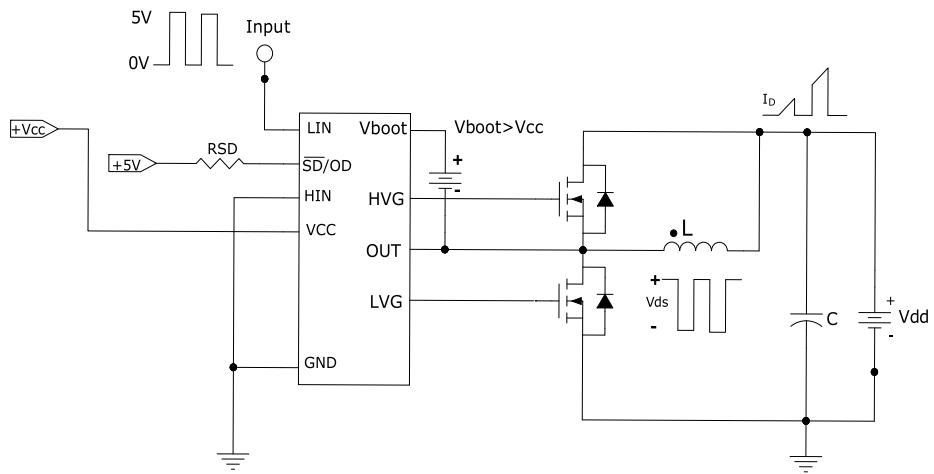 5V
0V
Input
+Vcc
+5V
RSD
LIN
SD/OD
HIN
VCC
GND
Vboot
HVG
OUT
LVG
Vboot>Vcc
+
-
L
+
Vds
-
ID
C
+
Vdd
-